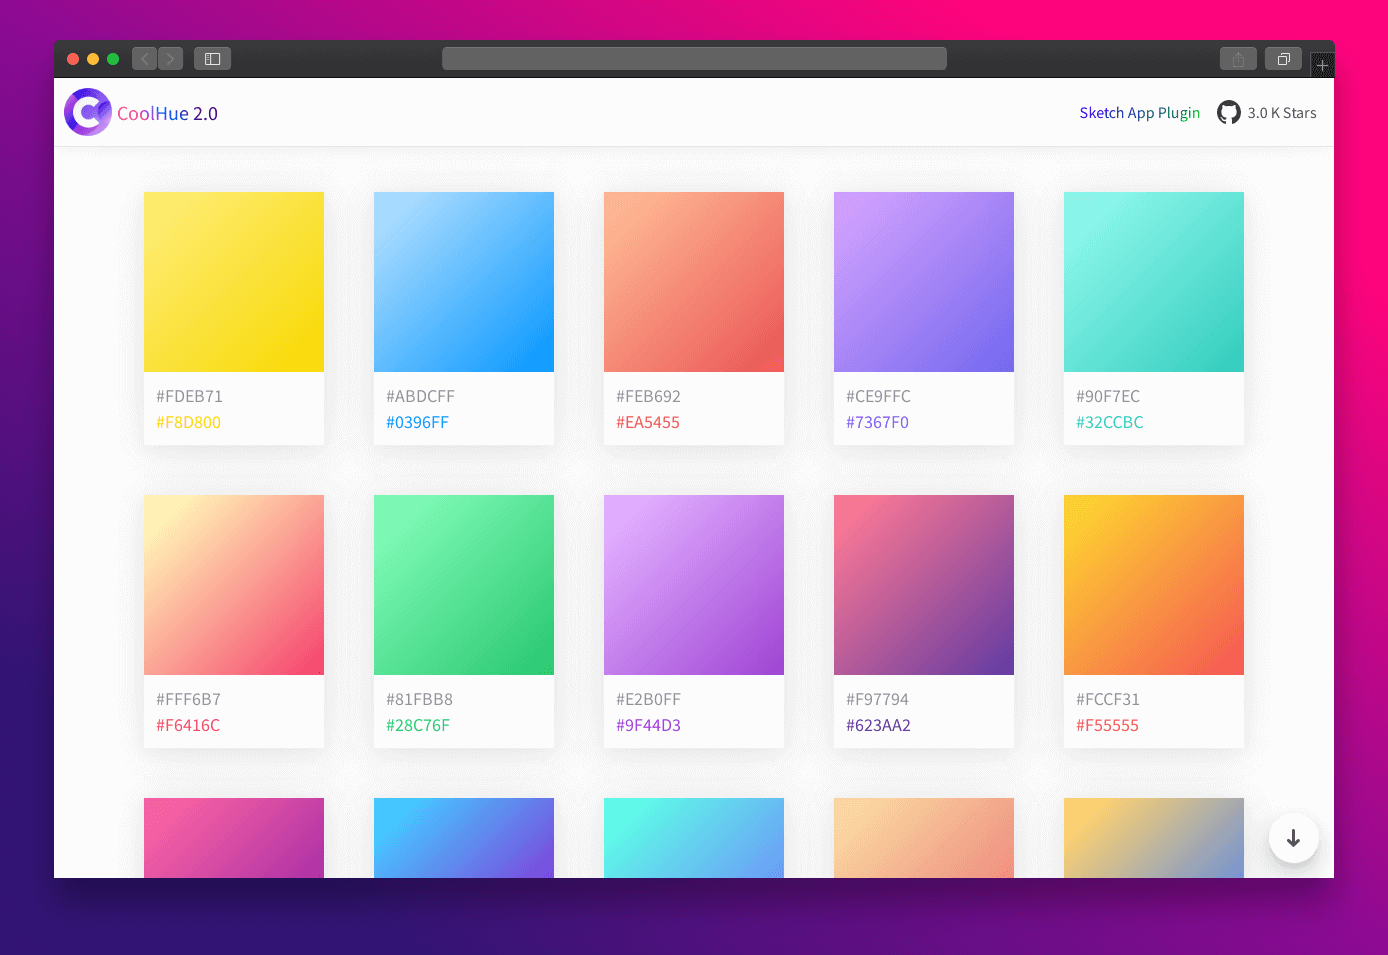 CoolHue 2.0
Sketch App Plugin
3.0 K Stars
#FDEB71
#F8D800
#ABDCFF
#0396FF
#FEB692
#EA5455
#CE9FFC
#7367F0
#90F7EC
#32CCBC
#FFF6B7
#F6416C
#81FBB8
#28C76F
#E2B0FF
#9F44D3
#F97794
#623AA2
#FCCF31
#F55555